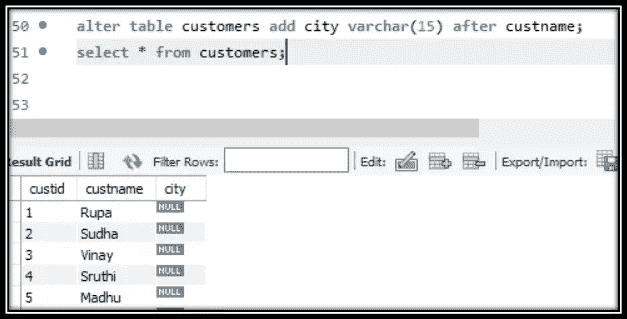 50 alter table customers add city varchar(15) after custname;
51 select * from customers;
52
53
esult Grid Filter Rows: Edit: Export/Import:
custid custname city
1 Rupa NULL
2 Sudha NULL
3 Vinay NULL
4 Sruthi NULL
5 Madhu NULL